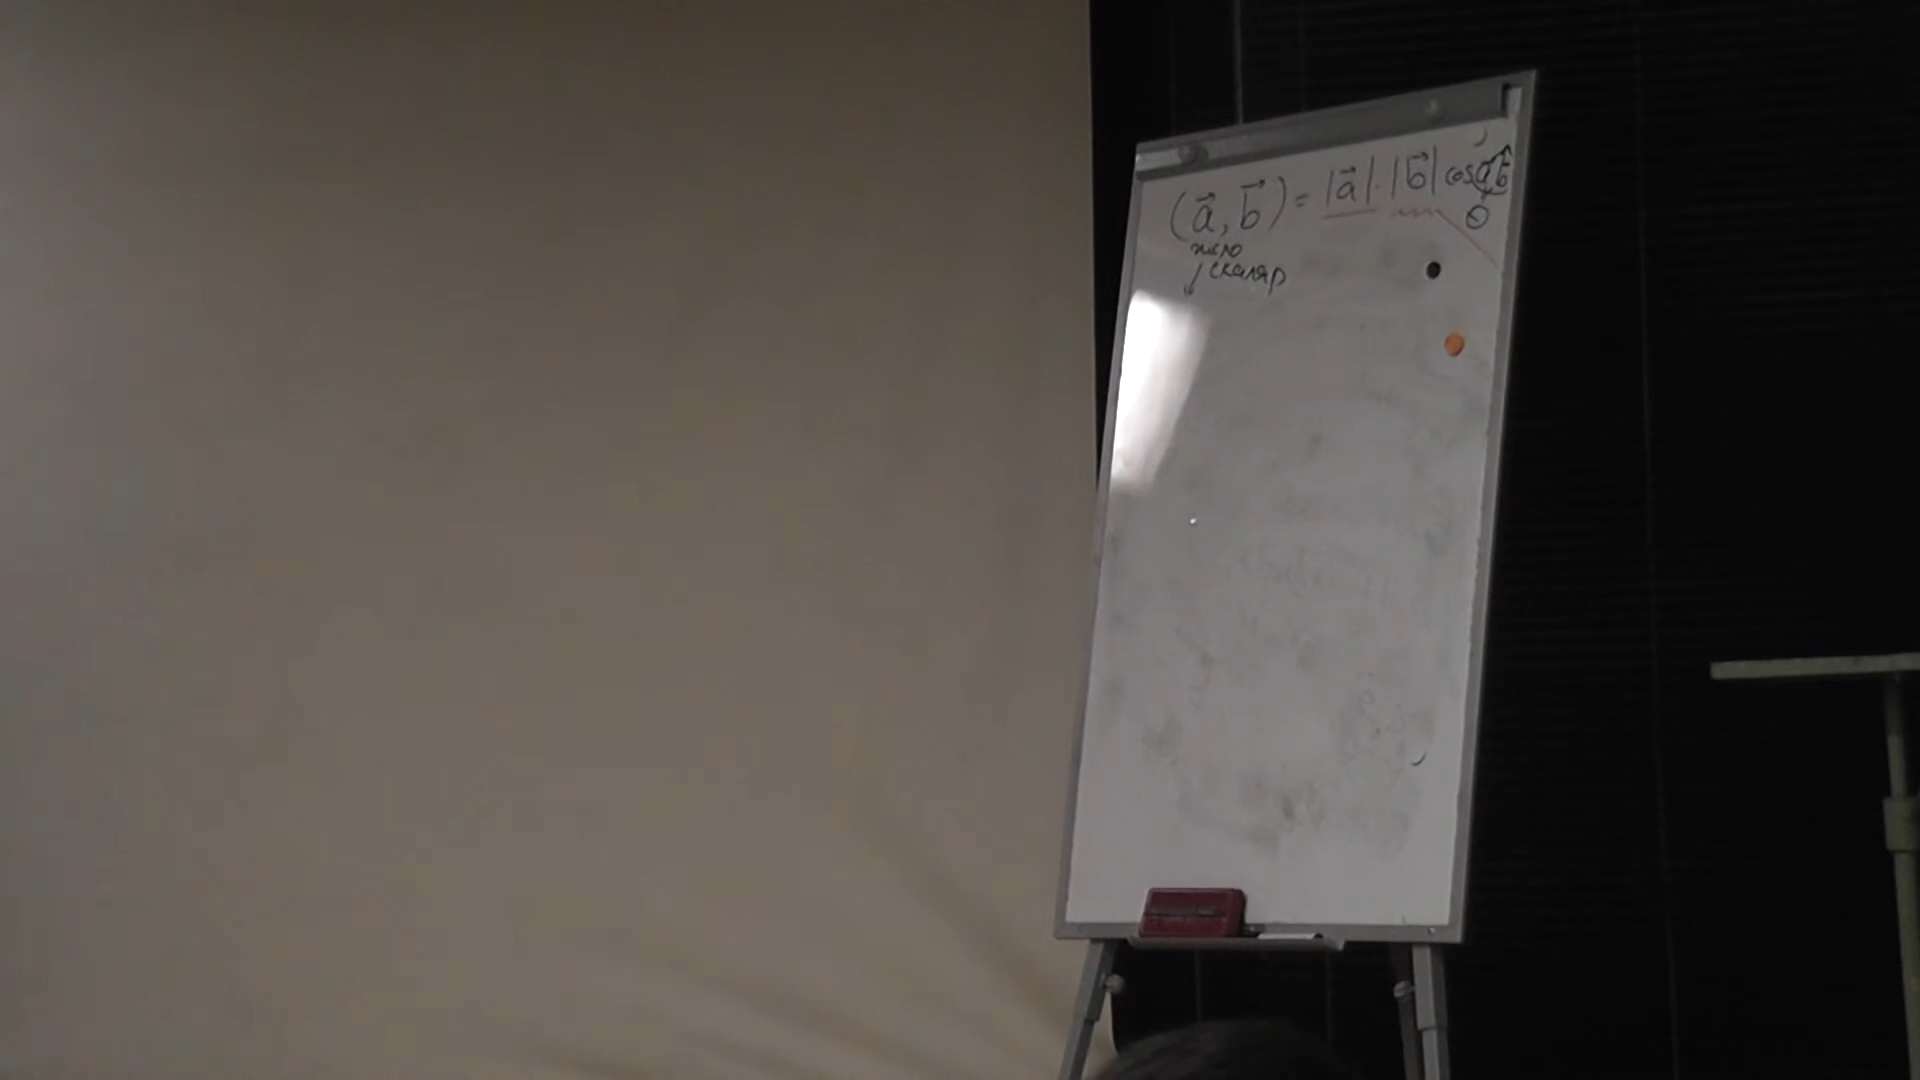 (a⃗, b⃗) = |a⃗| · |b⃗| cos a⃗b⃗
Θ
число
скаляр